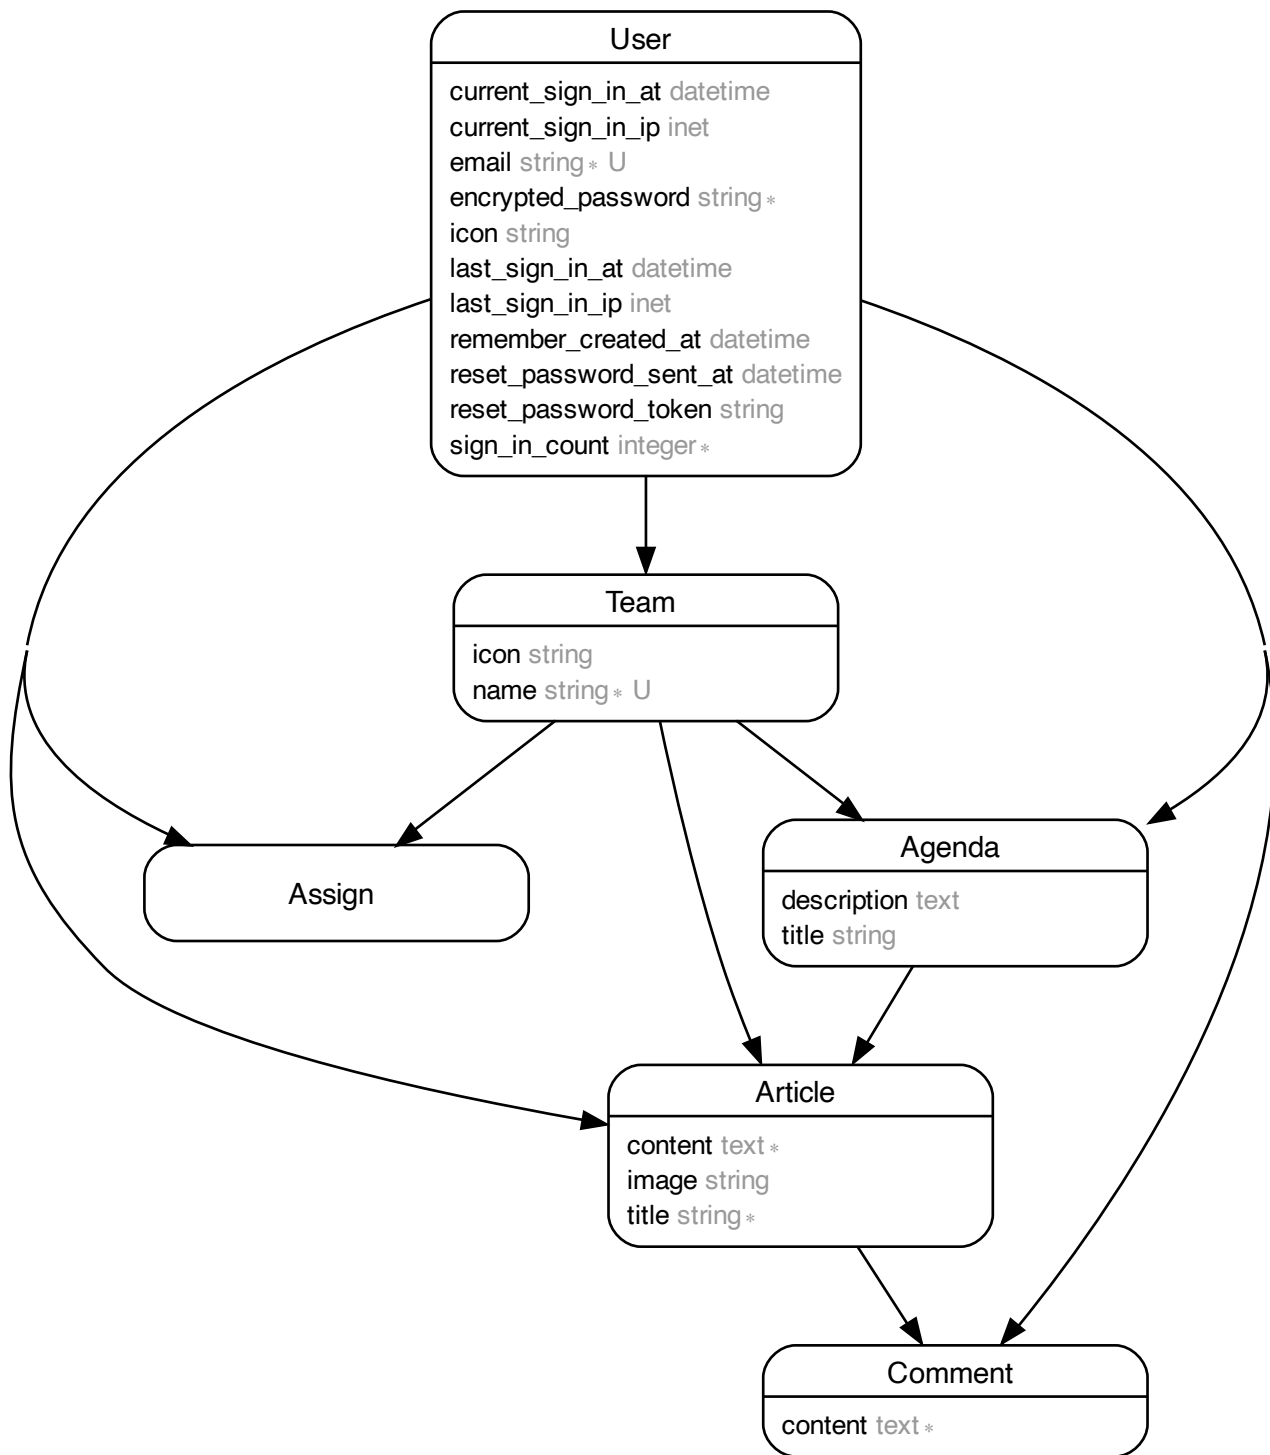 User
current_sign_in_at datetime
current_sign_in_ip inet
email string* U
encrypted_password string*
icon string
last_sign_in_at datetime
last_sign_in_ip inet
remember_created_at datetime
reset_password_sent_at datetime
reset_password_token string
sign_in_count integer*
Team
icon string
name string* U
Assign
Agenda
description text
title string
Article
content text*
image string
title string*
Comment
content text*